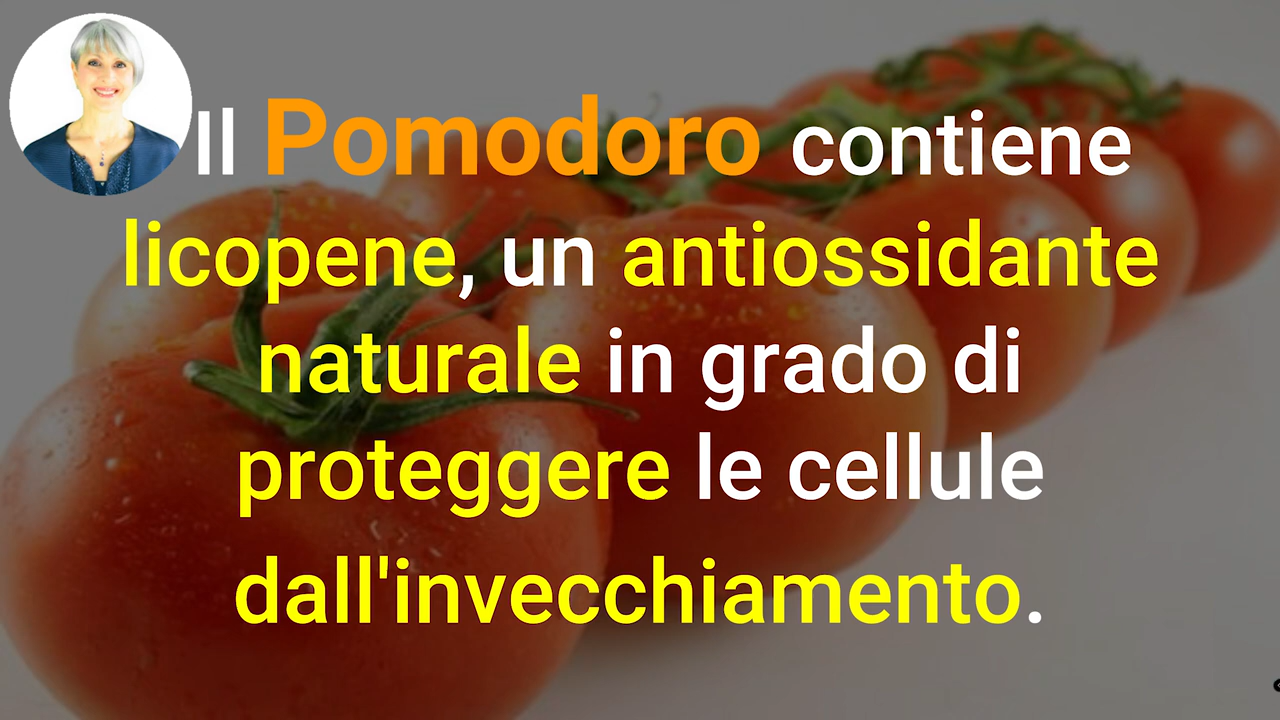 Il Pomodoro contiene
licopene, un antiossidante
naturale in grado di
proteggere le cellule
dall'invecchiamento.